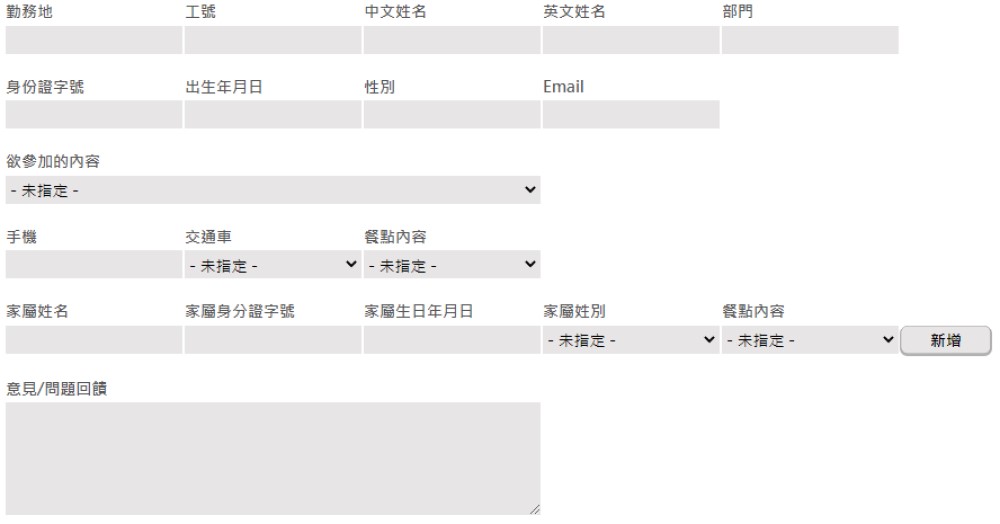 勤務地 工號 中文姓名 英文姓名 部門
身份證字號 出生年月日 性別 Email
欲參加的內容
- 未指定 -
手機 交通車 餐點內容
- 未指定 - - 未指定 -
家屬姓名 家屬身分證字號 家屬生日年月日 家屬姓別 餐點內容
- 未指定 - - 未指定 - 新增
意見/問題回饋